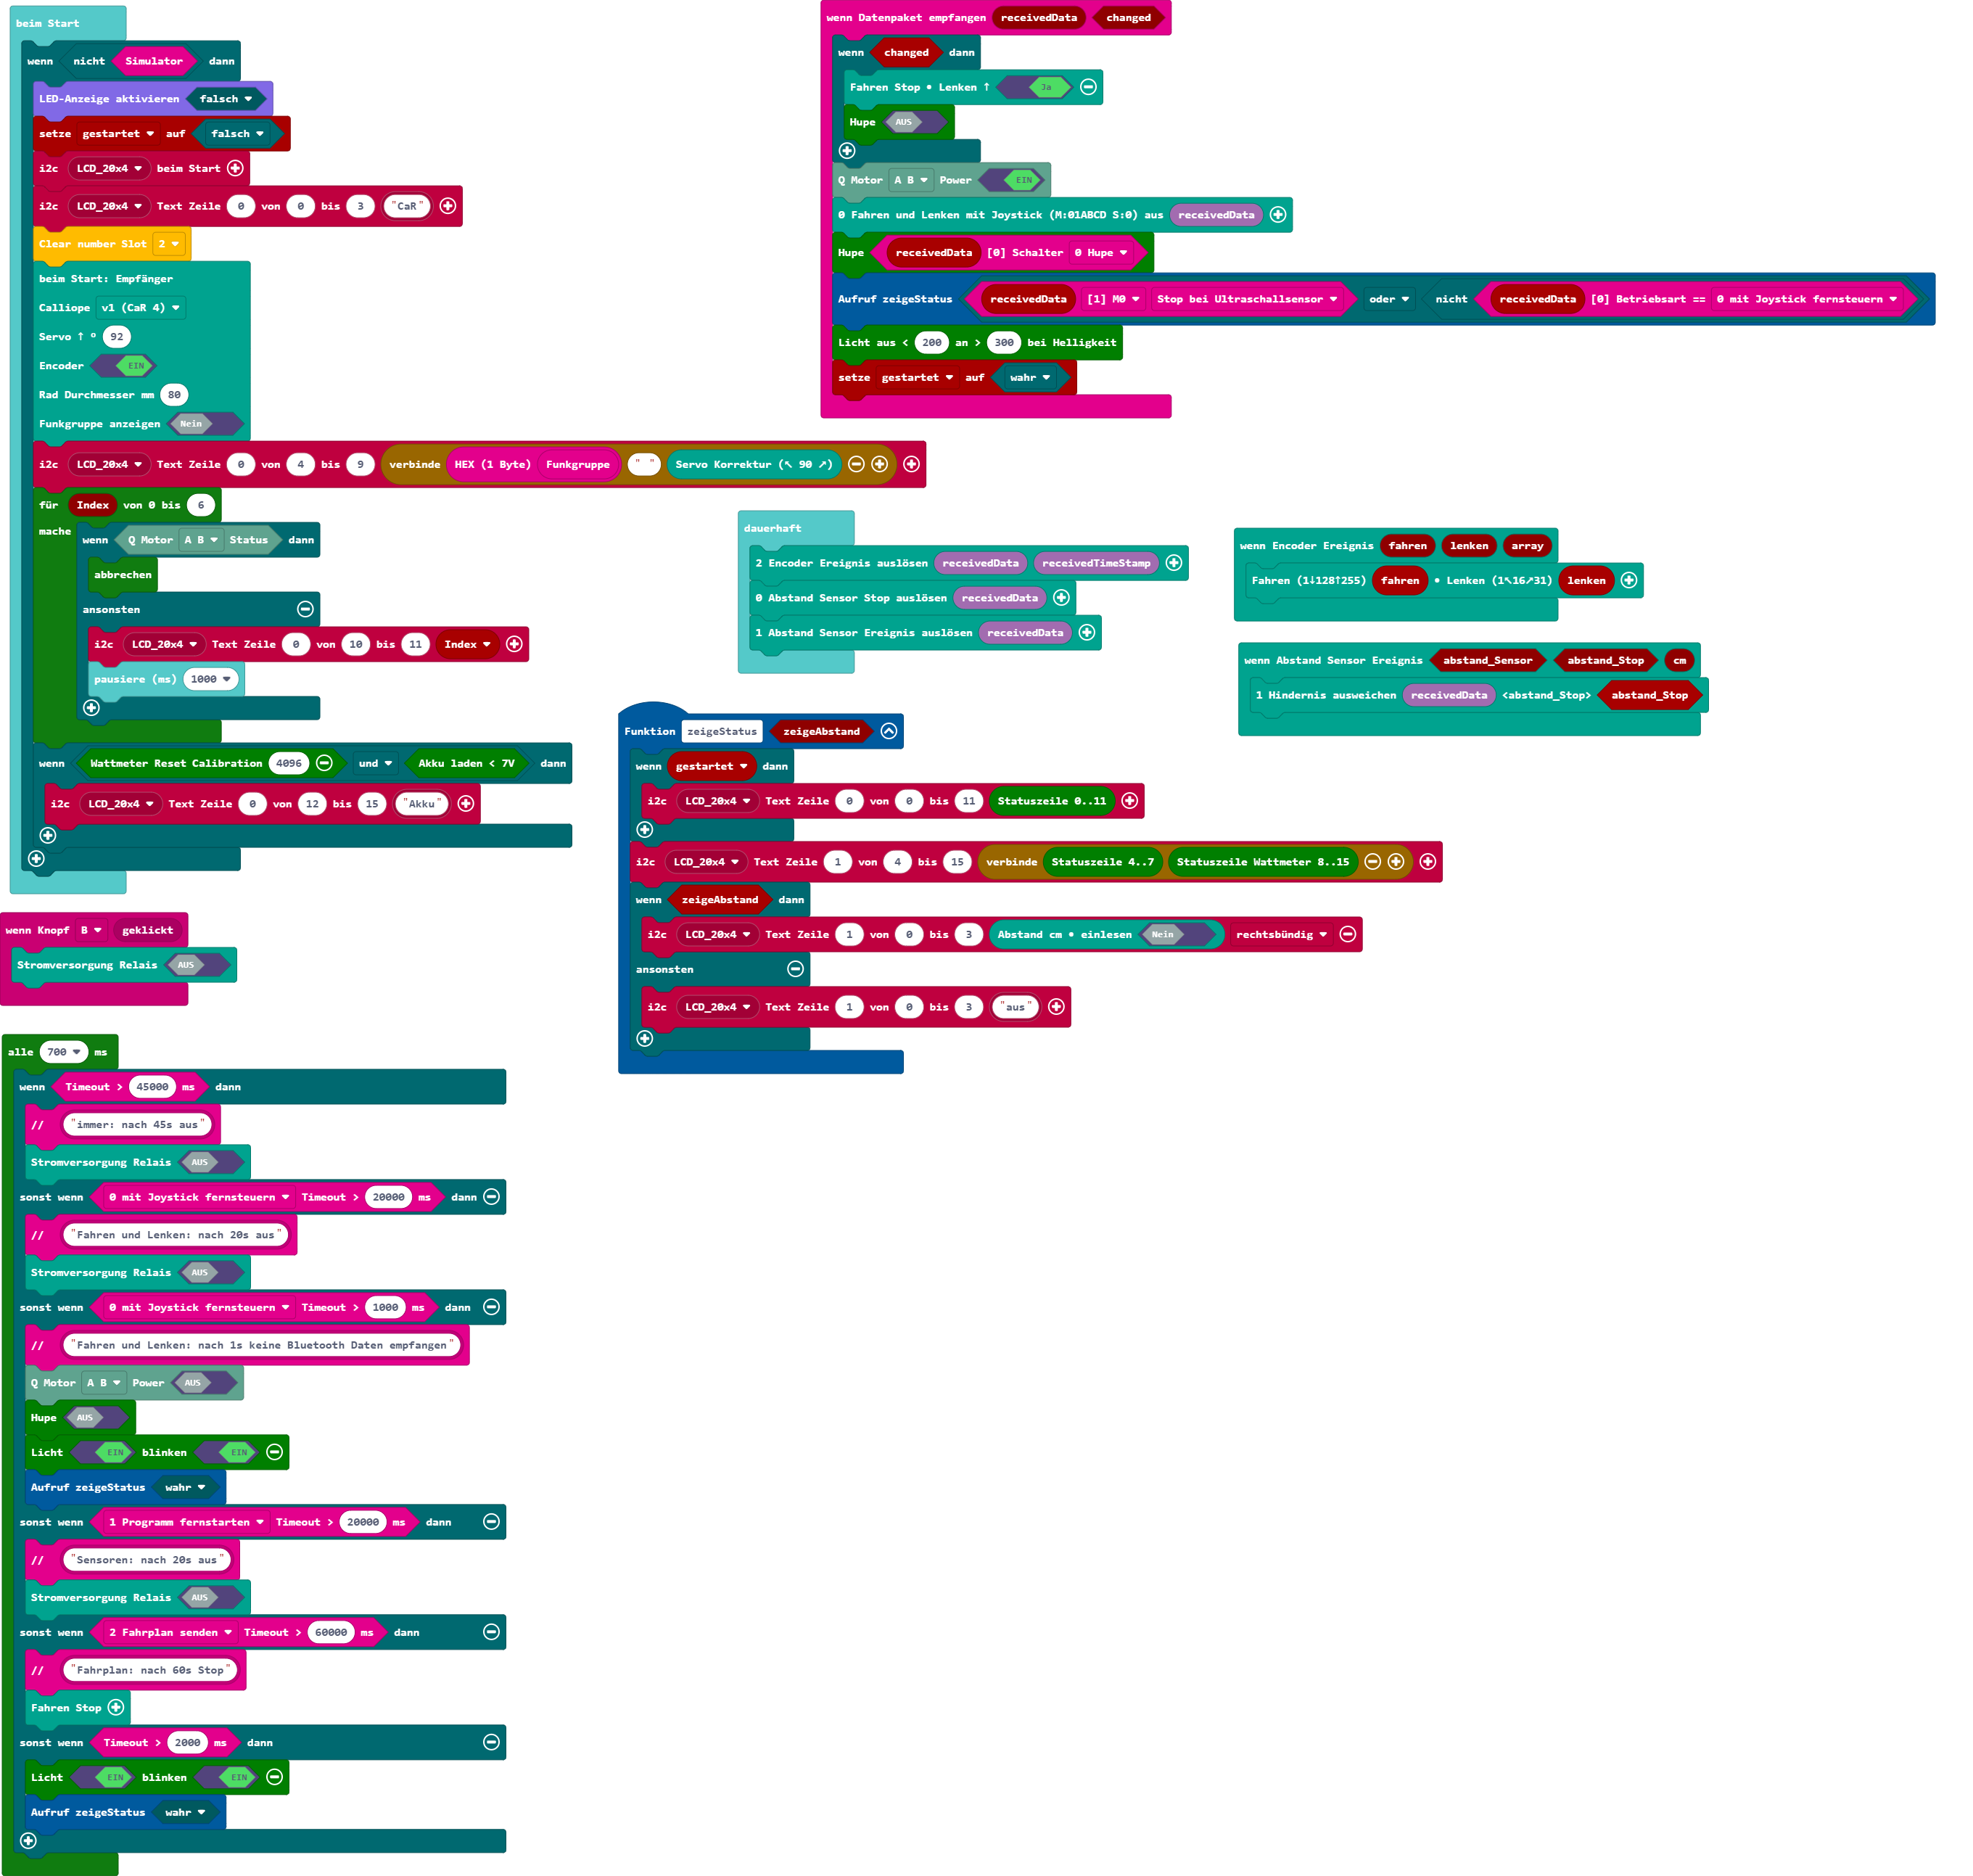 beim Start
wenn nicht Simulator dann
LED-Anzeige aktivieren falsch
setze gestartet auf falsch
i2c LCD_20x4 beim Start
i2c LCD_20x4 Text Zeile 0 von 0 bis 3 "CaR"
Clear number Slot 2
beim Start: Empfänger
Calliope v1 (CaR 4)
Servo ↑ ° 92
Encoder EIN
Rad Durchmesser mm 80
Funkgruppe anzeigen Nein
i2c LCD_20x4 Text Zeile 0 von 4 bis 9 verbinde HEX (1 Byte) Funkgruppe " " Servo Korrektur (↖ 90 ↗)
für Index von 0 bis 6
mache wenn Q Motor A B Status dann
abbrechen
ansonsten
i2c LCD_20x4 Text Zeile 0 von 10 bis 11 Index
pausiere (ms) 1000
wenn Wattmeter Reset Calibration 4096 und Akku laden < 7V dann
i2c LCD_20x4 Text Zeile 0 von 12 bis 15 "Akku"
wenn Knopf B geklickt
Stromversorgung Relais AUS
alle 700 ms
wenn Timeout > 45000 ms dann
// "immer: nach 45s aus"
Stromversorgung Relais AUS
sonst wenn 0 mit Joystick fernsteuern Timeout > 20000 ms dann
// "Fahren und Lenken: nach 20s aus"
Stromversorgung Relais AUS
sonst wenn 0 mit Joystick fernsteuern Timeout > 1000 ms dann
// "Fahren und Lenken: nach 1s keine Bluetooth Daten empfangen"
Q Motor A B Power AUS
Hupe AUS
Licht EIN blinken EIN
Aufruf zeigeStatus wahr
sonst wenn 1 Programm fernstarten Timeout > 20000 ms dann
// "Sensoren: nach 20s aus"
Stromversorgung Relais AUS
sonst wenn 2 Fahrplan senden Timeout > 60000 ms dann
// "Fahrplan: nach 60s Stop"
Fahren Stop
sonst wenn Timeout > 2000 ms dann
Licht EIN blinken EIN
Aufruf zeigeStatus wahr
wenn Datenpaket empfangen receivedData changed
wenn changed dann
Fahren Stop • Lenken ↑ Ja
Hupe AUS
Q Motor A B Power EIN
0 Fahren und Lenken mit Joystick (M:01ABCD S:0) aus receivedData
Hupe receivedData [0] Schalter 0 Hupe
Aufruf zeigeStatus receivedData [1] M0 Stop bei Ultraschallsensor oder nicht receivedData [0] Betriebsart == 0 mit Joystick fernsteuern
Licht aus < 200 an > 300 bei Helligkeit
setze gestartet auf wahr
dauerhaft
2 Encoder Ereignis auslösen receivedData receivedTimeStamp
0 Abstand Sensor Stop auslösen receivedData
1 Abstand Sensor Ereignis auslösen receivedData
wenn Encoder Ereignis fahren lenken array
Fahren (1↓128↑255) fahren • Lenken (1↖16↗31) lenken
wenn Abstand Sensor Ereignis abstand_Sensor abstand_Stop cm
1 Hindernis ausweichen receivedData <abstand_Stop> abstand_Stop
Funktion zeigeStatus zeigeAbstand
wenn gestartet dann
i2c LCD_20x4 Text Zeile 0 von 0 bis 11 Statuszeile 0..11
i2c LCD_20x4 Text Zeile 1 von 4 bis 15 verbinde Statuszeile 4..7 Statuszeile Wattmeter 8..15
wenn zeigeAbstand dann
i2c LCD_20x4 Text Zeile 1 von 0 bis 3 Abstand cm • einlesen Nein rechtsbündig
ansonsten
i2c LCD_20x4 Text Zeile 1 von 0 bis 3 "aus"